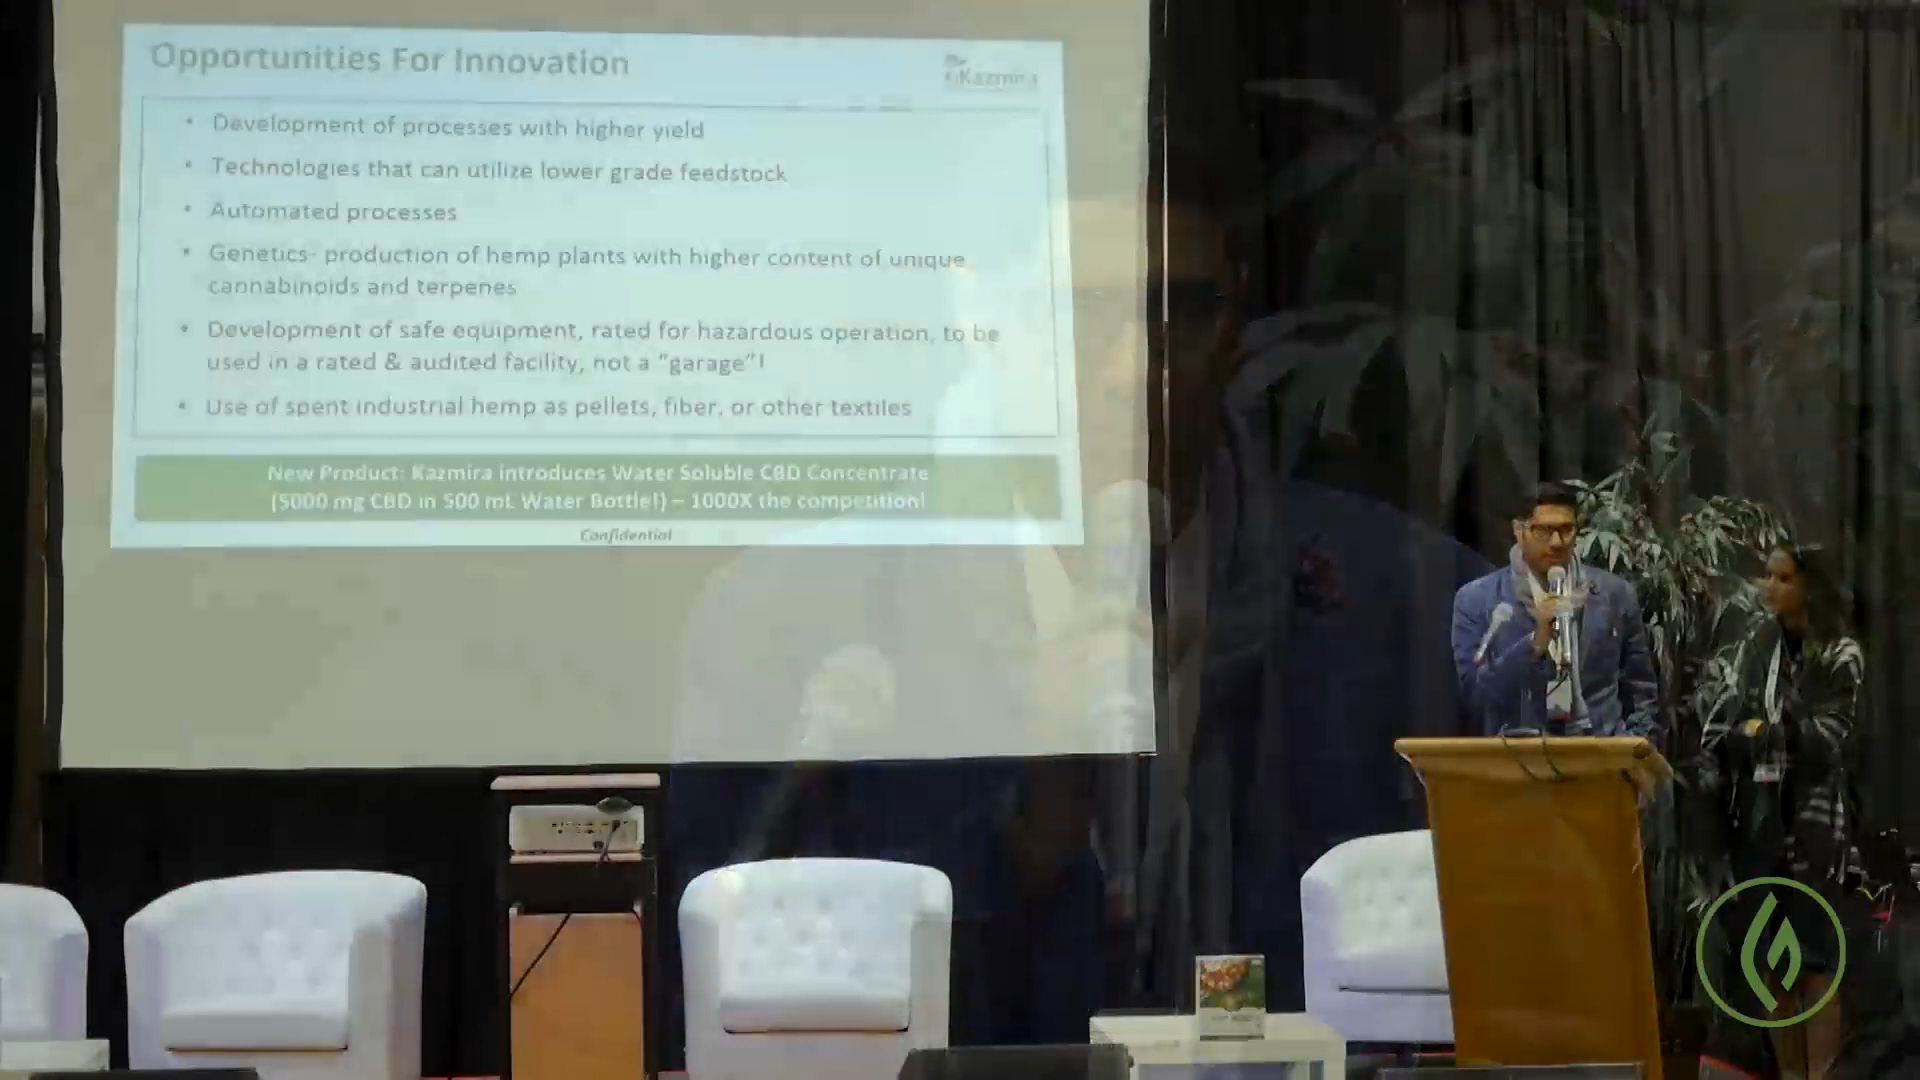 Opportunities For Innovation
Kazmira
• Development of processes with higher yield
• Technologies that can utilize lower grade feedstock
• Automated processes
• Genetics- production of hemp plants with higher content of unique
cannabinoids and terpenes
• Development of safe equipment, rated for hazardous operation, to be
used in a rated & audited facility, not a "garage"!
• Use of spent industrial hemp as pellets, fiber, or other textiles
New Product: Kazmira introduces Water Soluble CBD Concentrate
(5000 mg CBD in 500 mL Water Bottle!) – 1000X the competition!
Confidential